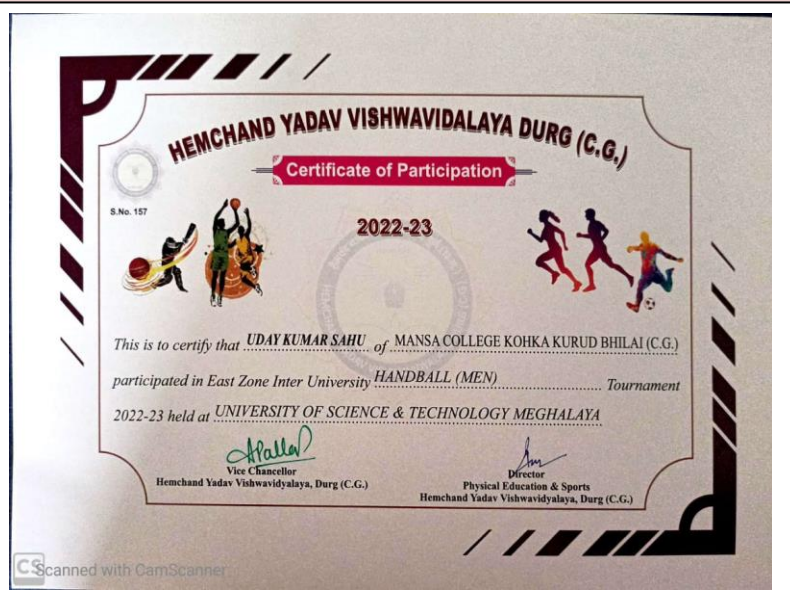 HEMCHAND YADAV VISHWAVIDALAYA DURG (C.G.)
Certificate of Participation
S.No. 157
2022-23
This is to certify that UDAY KUMAR SAHU of MANSA COLLEGE KOHKA KURUD BHILAI (C.G.)
participated in East Zone Inter University HANDBALL (MEN) Tournament
2022-23 held at UNIVERSITY OF SCIENCE & TECHNOLOGY MEGHALAYA
Vice Chancellor
Hemchand Yadav Vishwavidyalaya, Durg (C.G.)
Director
Physical Education & Sports
Hemchand Yadav Vishwavidyalaya, Durg (C.G.)
CS Scanned with CamScanner